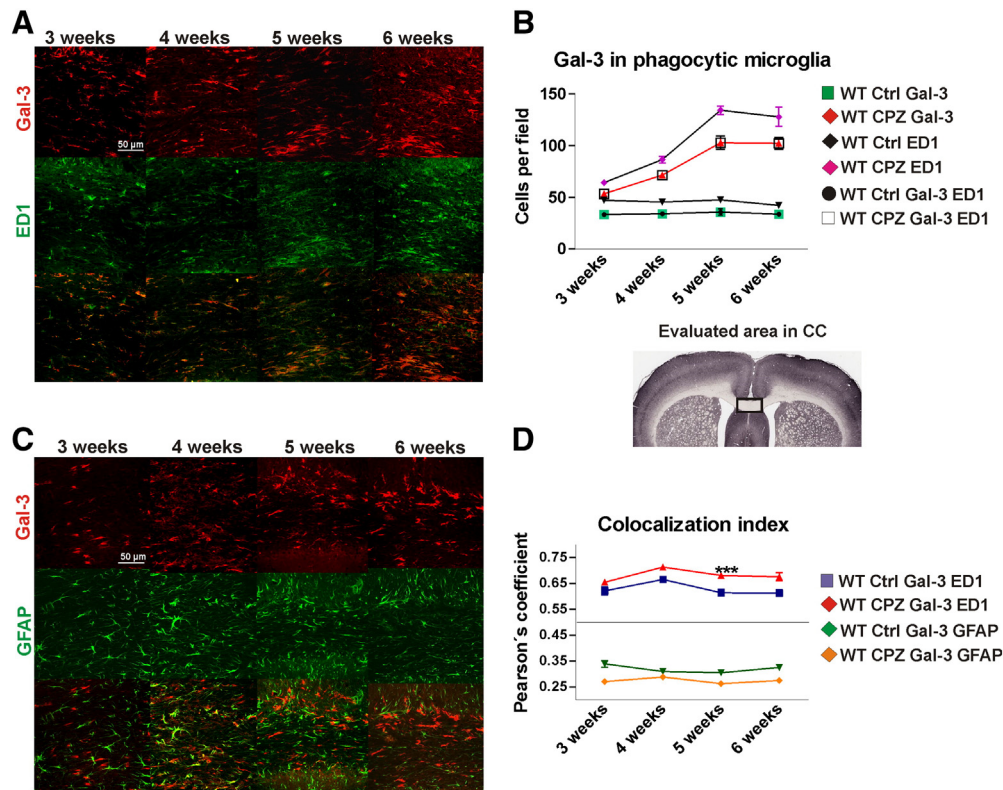 A
3 weeks 4 weeks 5 weeks 6 weeks
Gal-3
50 µm
ED1
B
Gal-3 in phagocytic microglia
Cells per field
150
100
50
0
3 weeks 4 weeks 5 weeks 6 weeks
WT Ctrl Gal-3
WT CPZ Gal-3
WT Ctrl ED1
WT CPZ ED1
WT Ctrl Gal-3 ED1
WT CPZ Gal-3 ED1
Evaluated area in CC
C
3 weeks 4 weeks 5 weeks 6 weeks
Gal-3
50 µm
GFAP
D
Colocalization index
Pearson´s coefficient
0.75
0.65
0.55
0.45
0.35
0.25
***
3 weeks 4 weeks 5 weeks 6 weeks
WT Ctrl Gal-3 ED1
WT CPZ Gal-3 ED1
WT Ctrl Gal-3 GFAP
WT CPZ Gal-3 GFAP